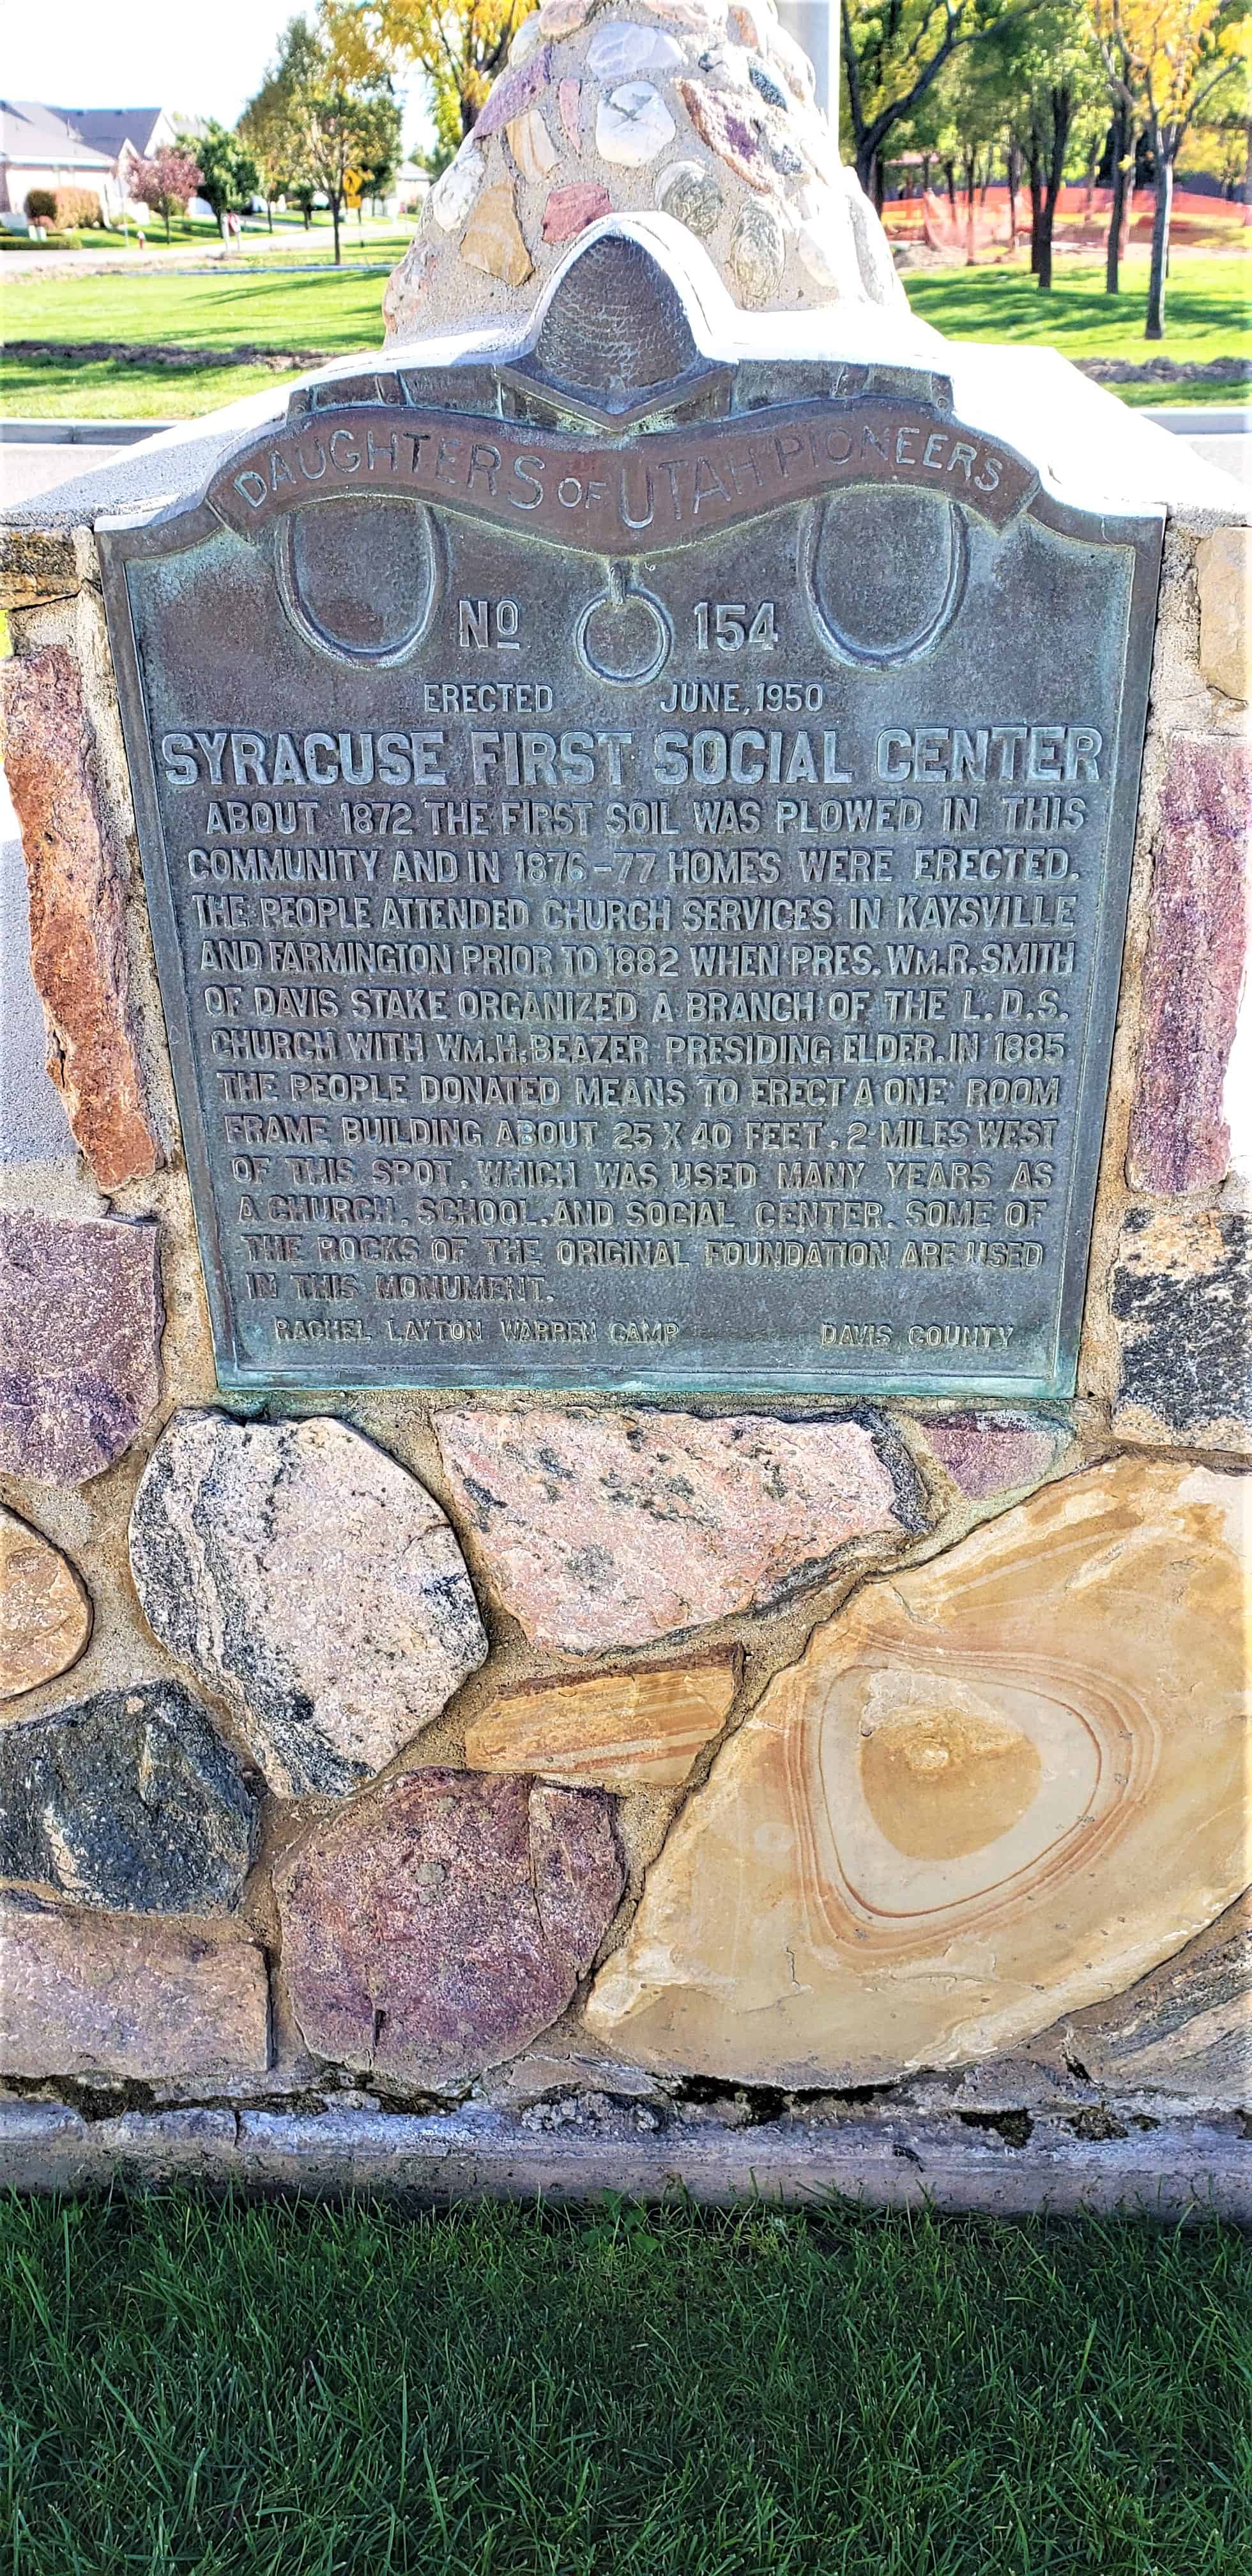 DAUGHTERS OF UTAH PIONEERS
Nº 154
ERECTED JUNE, 1950
SYRACUSE FIRST SOCIAL CENTER
ABOUT 1872 THE FIRST SOIL WAS PLOWED IN THIS
COMMUNITY AND IN 1876-77 HOMES WERE ERECTED.
THE PEOPLE ATTENDED CHURCH SERVICES IN KAYSVILLE
AND FARMINGTON PRIOR TO 1882 WHEN PRES. WM. R. SMITH
OF DAVIS STAKE ORGANIZED A BRANCH OF THE L. D. S.
CHURCH WITH WM. H. BEAZER PRESIDING ELDER. IN 1885
THE PEOPLE DONATED MEANS TO ERECT A ONE ROOM
FRAME BUILDING ABOUT 25 X 40 FEET, 2 MILES WEST
OF THIS SPOT, WHICH WAS USED MANY YEARS AS
A CHURCH, SCHOOL, AND SOCIAL CENTER. SOME OF
THE ROCKS OF THE ORIGINAL FOUNDATION ARE USED
IN THIS MONUMENT.
RACHEL LAYTON WARREN CAMP DAVIS COUNTY